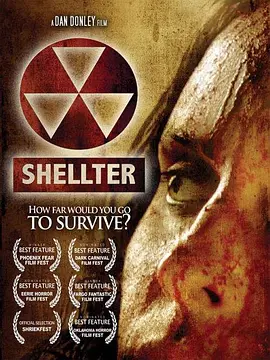 A DAN DONLEY FILM
SHELLTER
HOW FAR WOULD YOU GO
TO SURVIVE?
BEST FEATURE
PHOENIX FEAR
FILM FEST
BEST FEATURE
DARK CARNIVAL
FILM FEST
BEST FEATURE
EERIE HORROR
FILM FEST
BEST FEATURE
FARGO FANTASTIC
FILM FEST
OFFICIAL SELECTION
SHRIEKFEST
BEST FEATURE
OKLAHOMA HORROR
FILM FEST